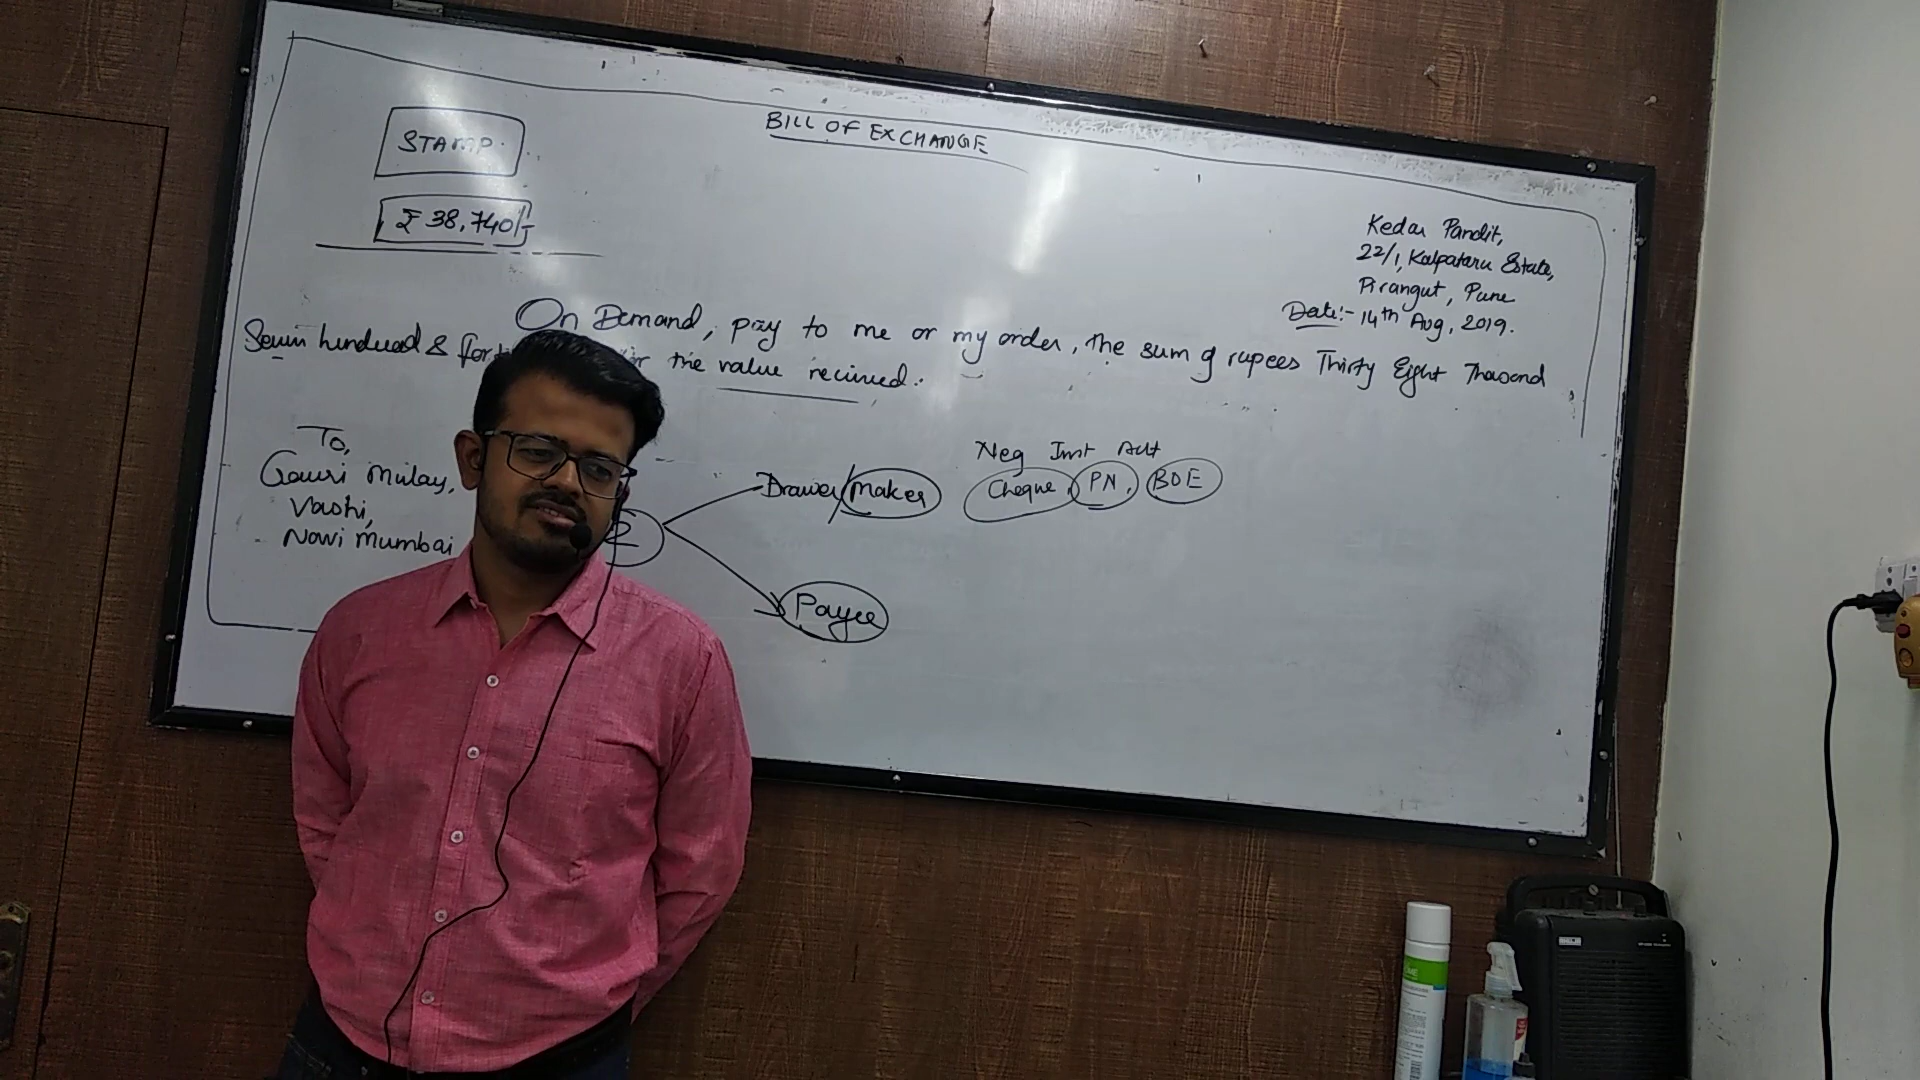 BILL OF EXCHANGE
STAMP
₹ 38,740/-
Kedar Pandit,
22/1, Kalpataru Estate,
Pirangut, Pune
Date:- 14th Aug, 2019.
On Demand, pay to me or my order, the sum of rupees Thirty Eight Thousand
Seven hundred & for the value recieved.
To,
Gauri Mulay,
Vashi,
Navi Mumbai
2
Drawer/Maker
Payee
Neg Inst Act
Cheque, PN, BOE